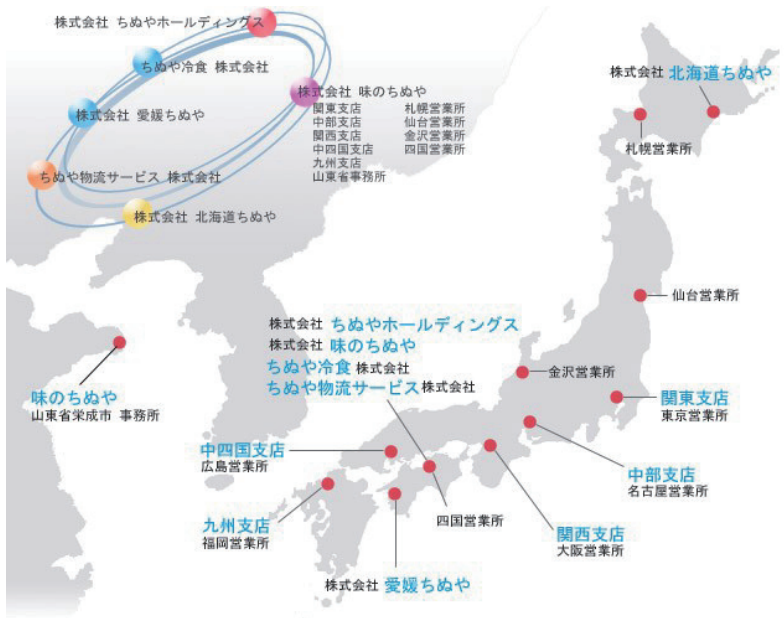 株式会社 ちぬやホールディングス
ちぬや冷食 株式会社
株式会社 愛媛ちぬや
ちぬや物流サービス 株式会社
株式会社 北海道ちぬや
株式会社 味のちぬや
関東支店 札幌営業所
中部支店 仙台営業所
関西支店 金沢営業所
中四国支店 四国営業所
九州支店
山東省事務所
株式会社 北海道ちぬや
札幌営業所
仙台営業所
株式会社 ちぬやホールディングス
株式会社 味のちぬや
ちぬや冷食 株式会社
ちぬや物流サービス 株式会社
金沢営業所
味のちぬや
山東省栄成市 事務所
関東支店
東京営業所
中四国支店
広島営業所
中部支店
名古屋営業所
九州支店
福岡営業所
四国営業所
関西支店
大阪営業所
株式会社 愛媛ちぬや